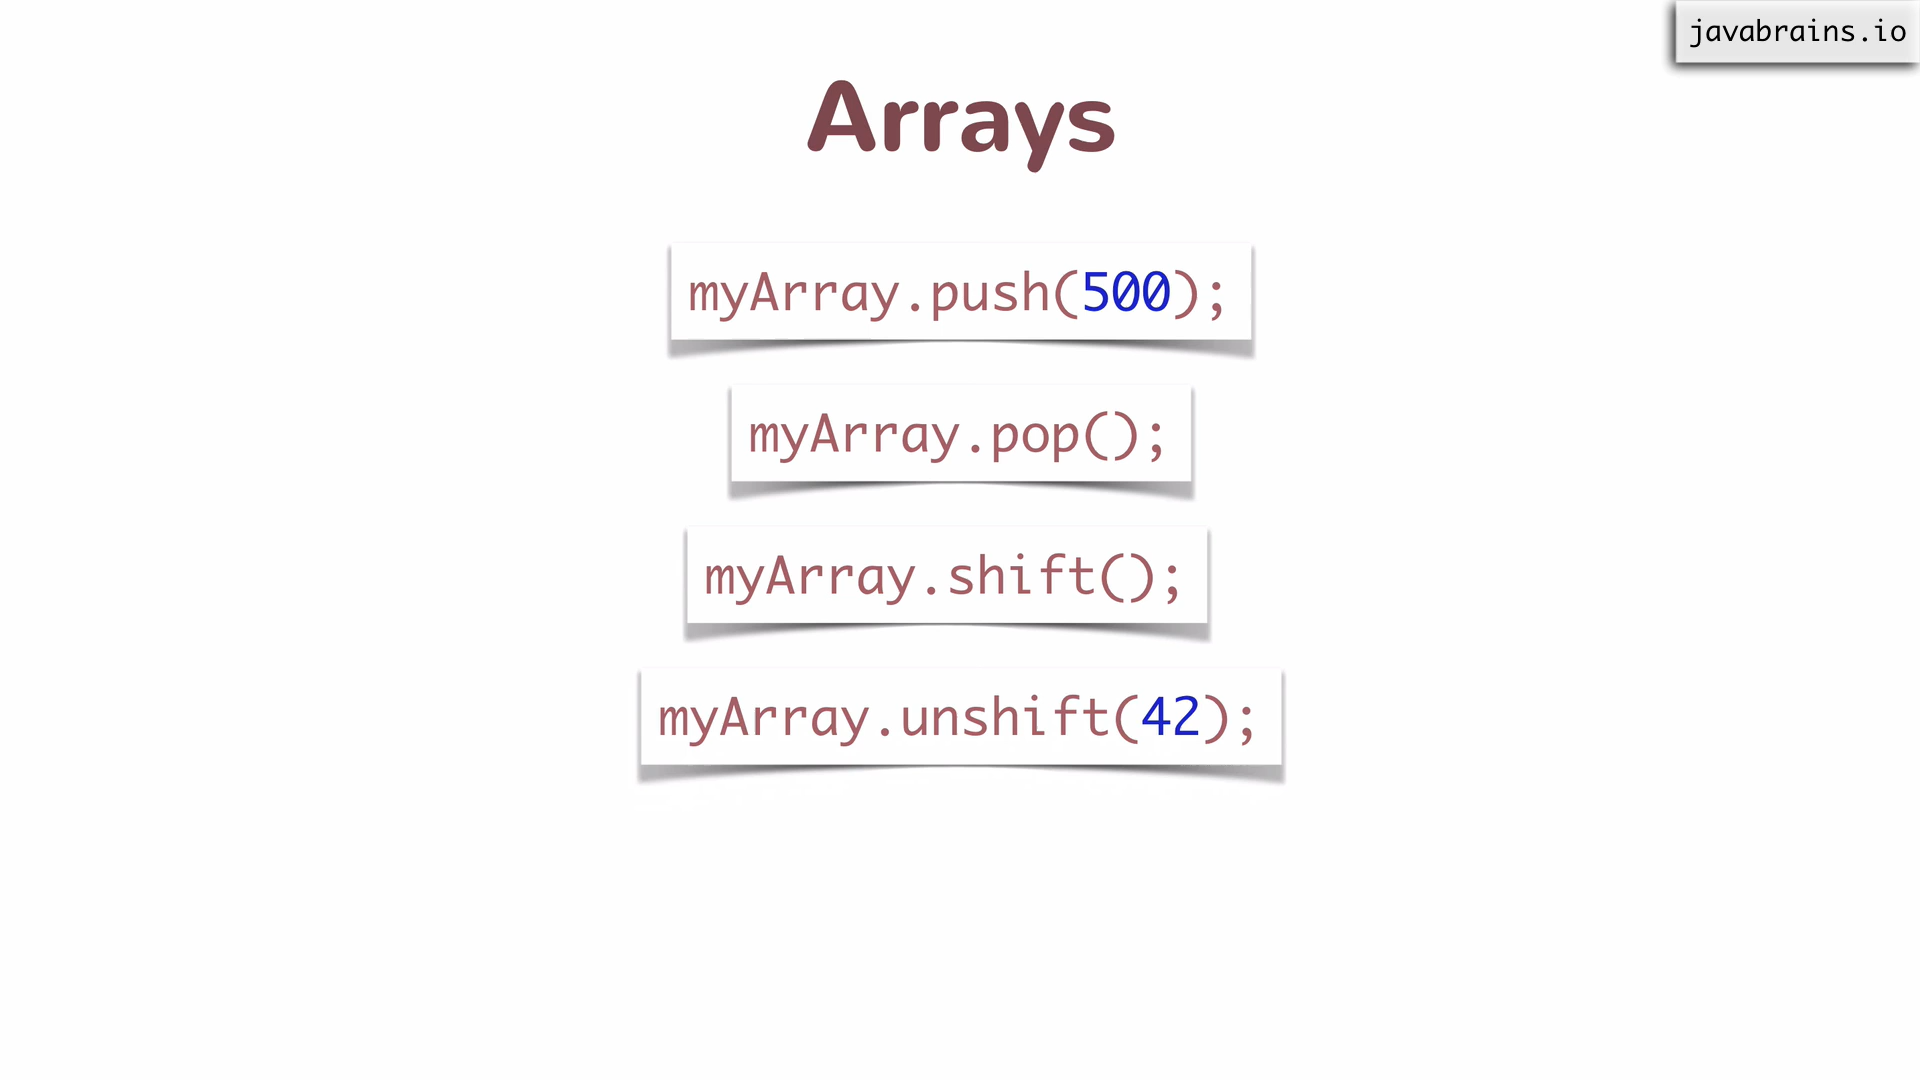 javabrains.io
Arrays
myArray.push(500);
myArray.pop();
myArray.shift();
myArray.unshift(42);